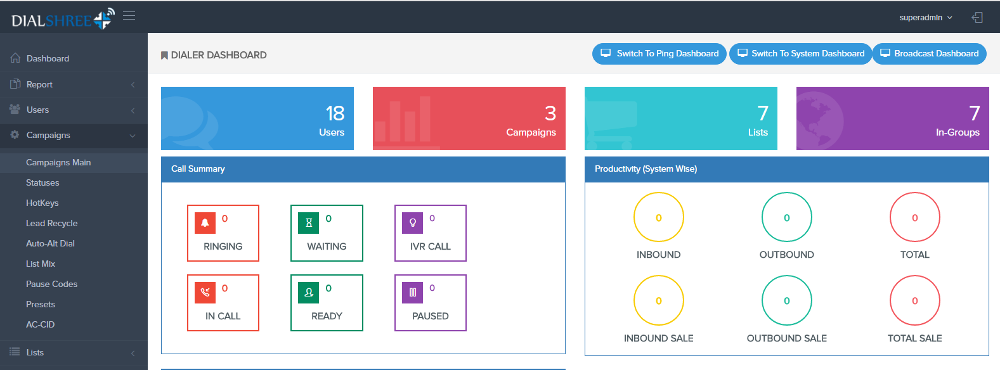 DIALSHREE
superadmin
Dashboard
Report
Users
Campaigns
Campaigns Main
Statuses
HotKeys
Lead Recycle
Auto-Alt Dial
List Mix
Pause Codes
Presets
AC-CID
Lists
DIALER DASHBOARD
Switch To Ping Dashboard
Switch To System Dashboard
Broadcast Dashboard
18
Users
3
Campaigns
7
Lists
7
In-Groups
Call Summary
0
RINGING
0
WAITING
0
IVR CALL
0
IN CALL
0
READY
0
PAUSED
Productivity (System Wise)
0
INBOUND
0
OUTBOUND
0
TOTAL
0
INBOUND SALE
0
OUTBOUND SALE
0
TOTAL SALE